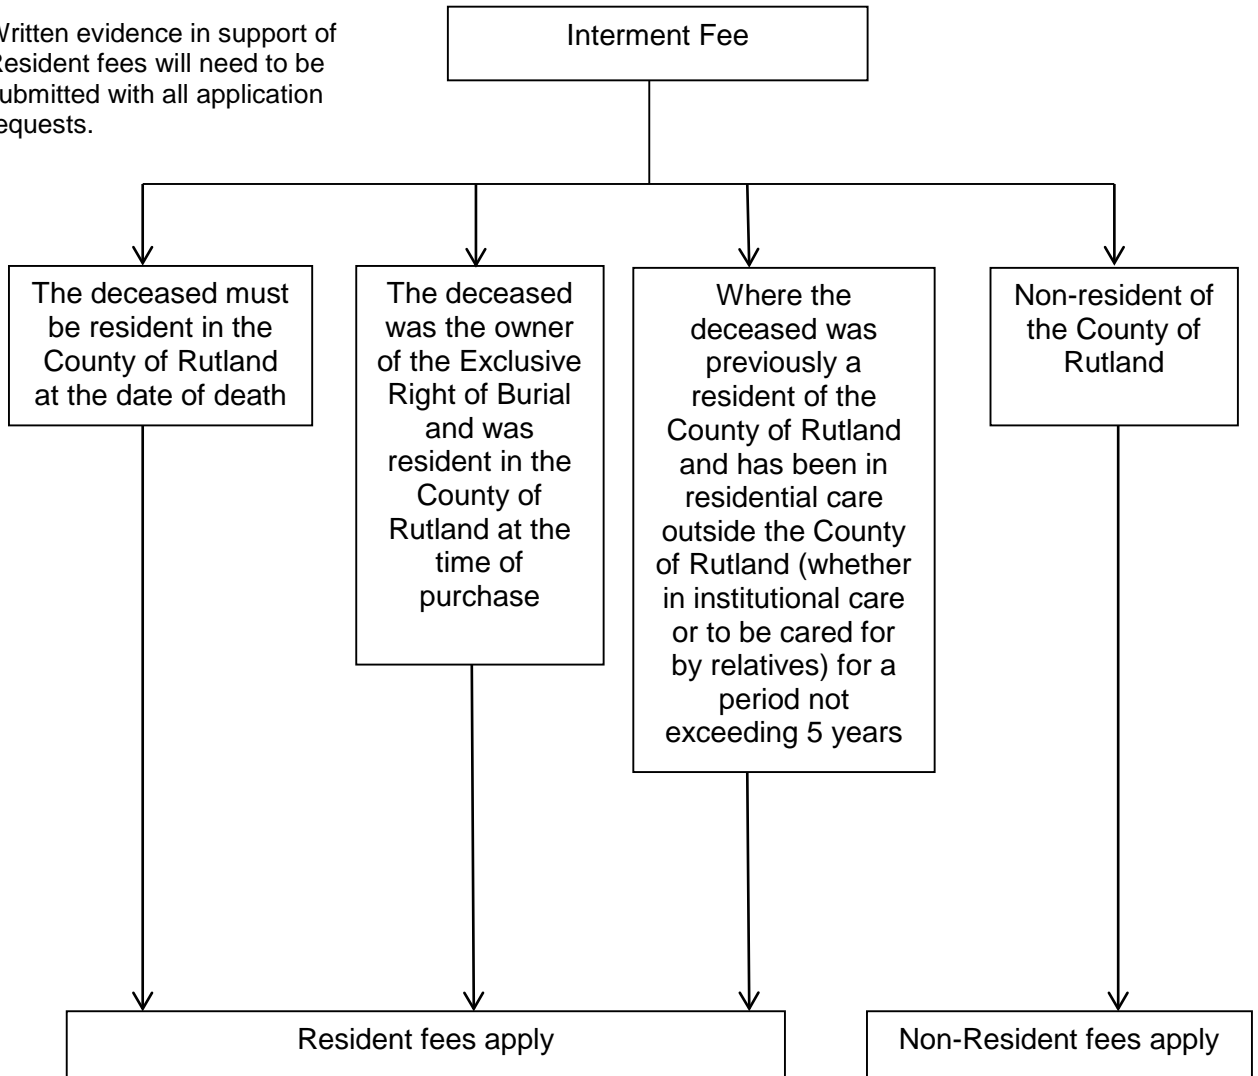 Written evidence in support of
Resident fees will need to be
submitted with all application
requests.
Interment Fee
The deceased must
be resident in the
County of Rutland
at the date of death
The deceased
was the owner
of the Exclusive
Right of Burial
and was
resident in the
County of
Rutland at the
time of
purchase
Where the
deceased was
previously a
resident of the
County of Rutland
and has been in
residential care
outside the County
of Rutland (whether
in institutional care
or to be cared for
by relatives) for a
period not
exceeding 5 years
Non-resident of
the County of
Rutland
Resident fees apply
Non-Resident fees apply